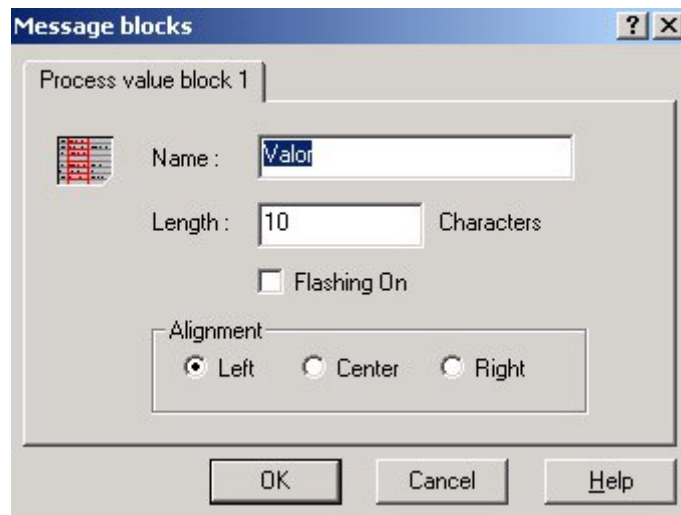 Message blocks
Process value block 1
Name : Valor
Length : 10 Characters
Flashing On
Alignment
Left Center Right
OK Cancel Help